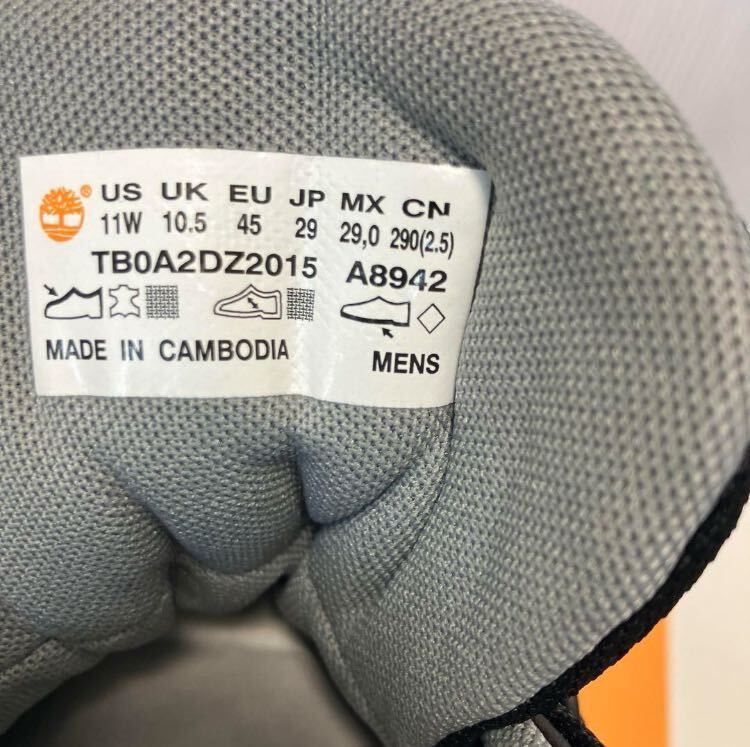 ® US UK EU JP MX CN
11W 10.5 45 29 29,0 290(2.5)
TB0A2DZ2015 A8942
MADE IN CAMBODIA MENS